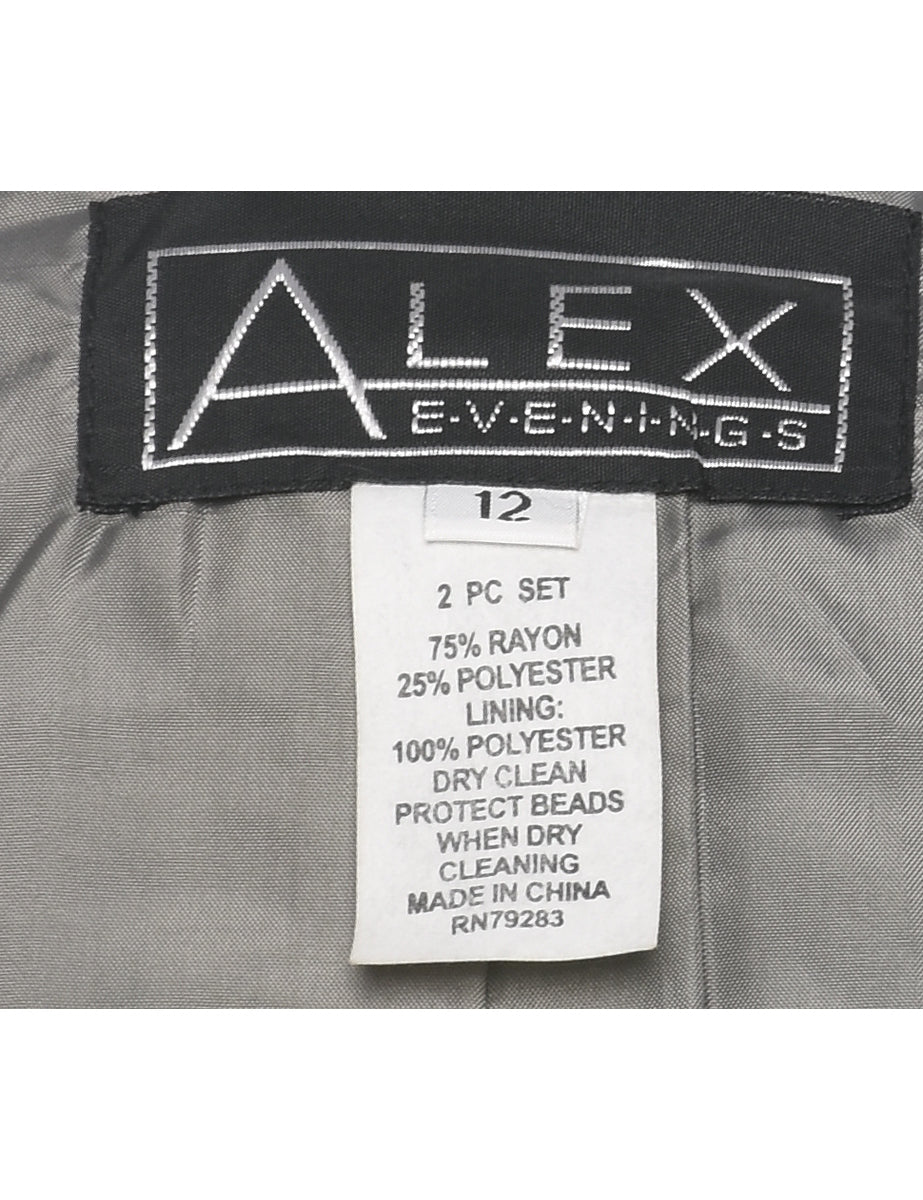 ALEX
E·V·E·N·I·N·G·S
12
2 PC SET
75% RAYON
25% POLYESTER
LINING:
100% POLYESTER
DRY CLEAN
PROTECT BEADS
WHEN DRY
CLEANING
MADE IN CHINA
RN79283